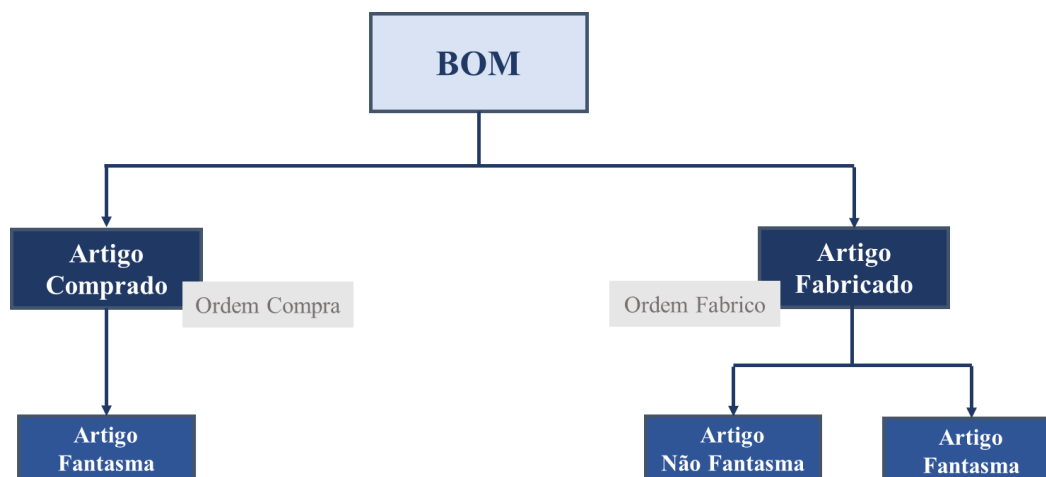 BOM
Artigo
Comprado
Ordem Compra
Artigo
Fabricado
Ordem Fabrico
Artigo
Fantasma
Artigo
Não Fantasma
Artigo
Fantasma